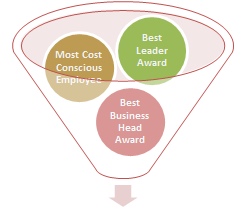 Most Cost
Conscious
Employee
Best
Leader
Award
Best
Business
Head
Award